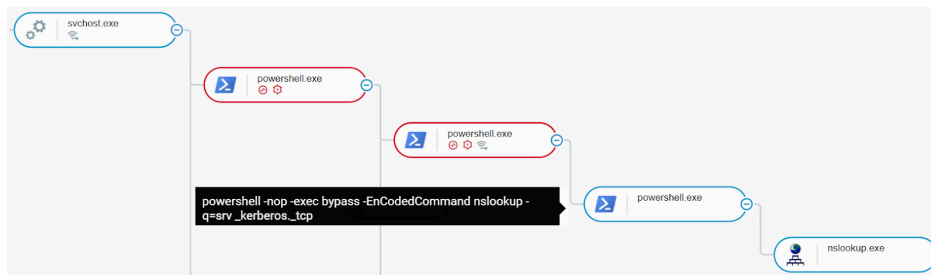 svchost.exe
powershell.exe
powershell.exe
powershell -nop -exec bypass -EnCodedCommand nslookup -
q=srv _kerberos._tcp
powershell.exe
nslookup.exe